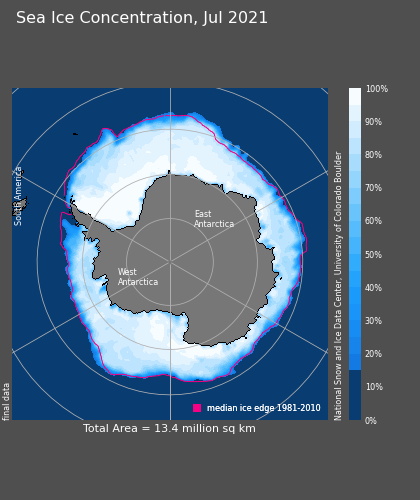 Sea Ice Concentration, Jul 2021
South America
East
Antarctica
West
Antarctica
final data
median ice edge 1981-2010
Total Area = 13.4 million sq km
National Snow and Ice Data Center, University of Colorado Boulder
100%
90%
80%
70%
60%
50%
40%
30%
20%
10%
0%